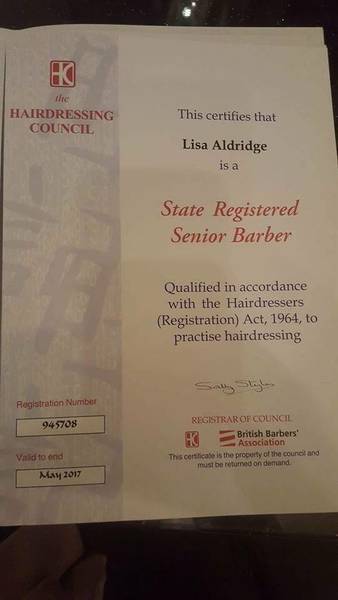 HC
the
HAIRDRESSING
COUNCIL
This certifies that
Lisa Aldridge
is a
State Registered
Senior Barber
Qualified in accordance
with the Hairdressers
(Registration) Act, 1964, to
practise hairdressing
Sally Styles
REGISTRAR OF COUNCIL
HC
British Barbers'
Association
This certificate is the property of the council and
must be returned on demand.
Registration Number
945708
Valid to end
May 2017